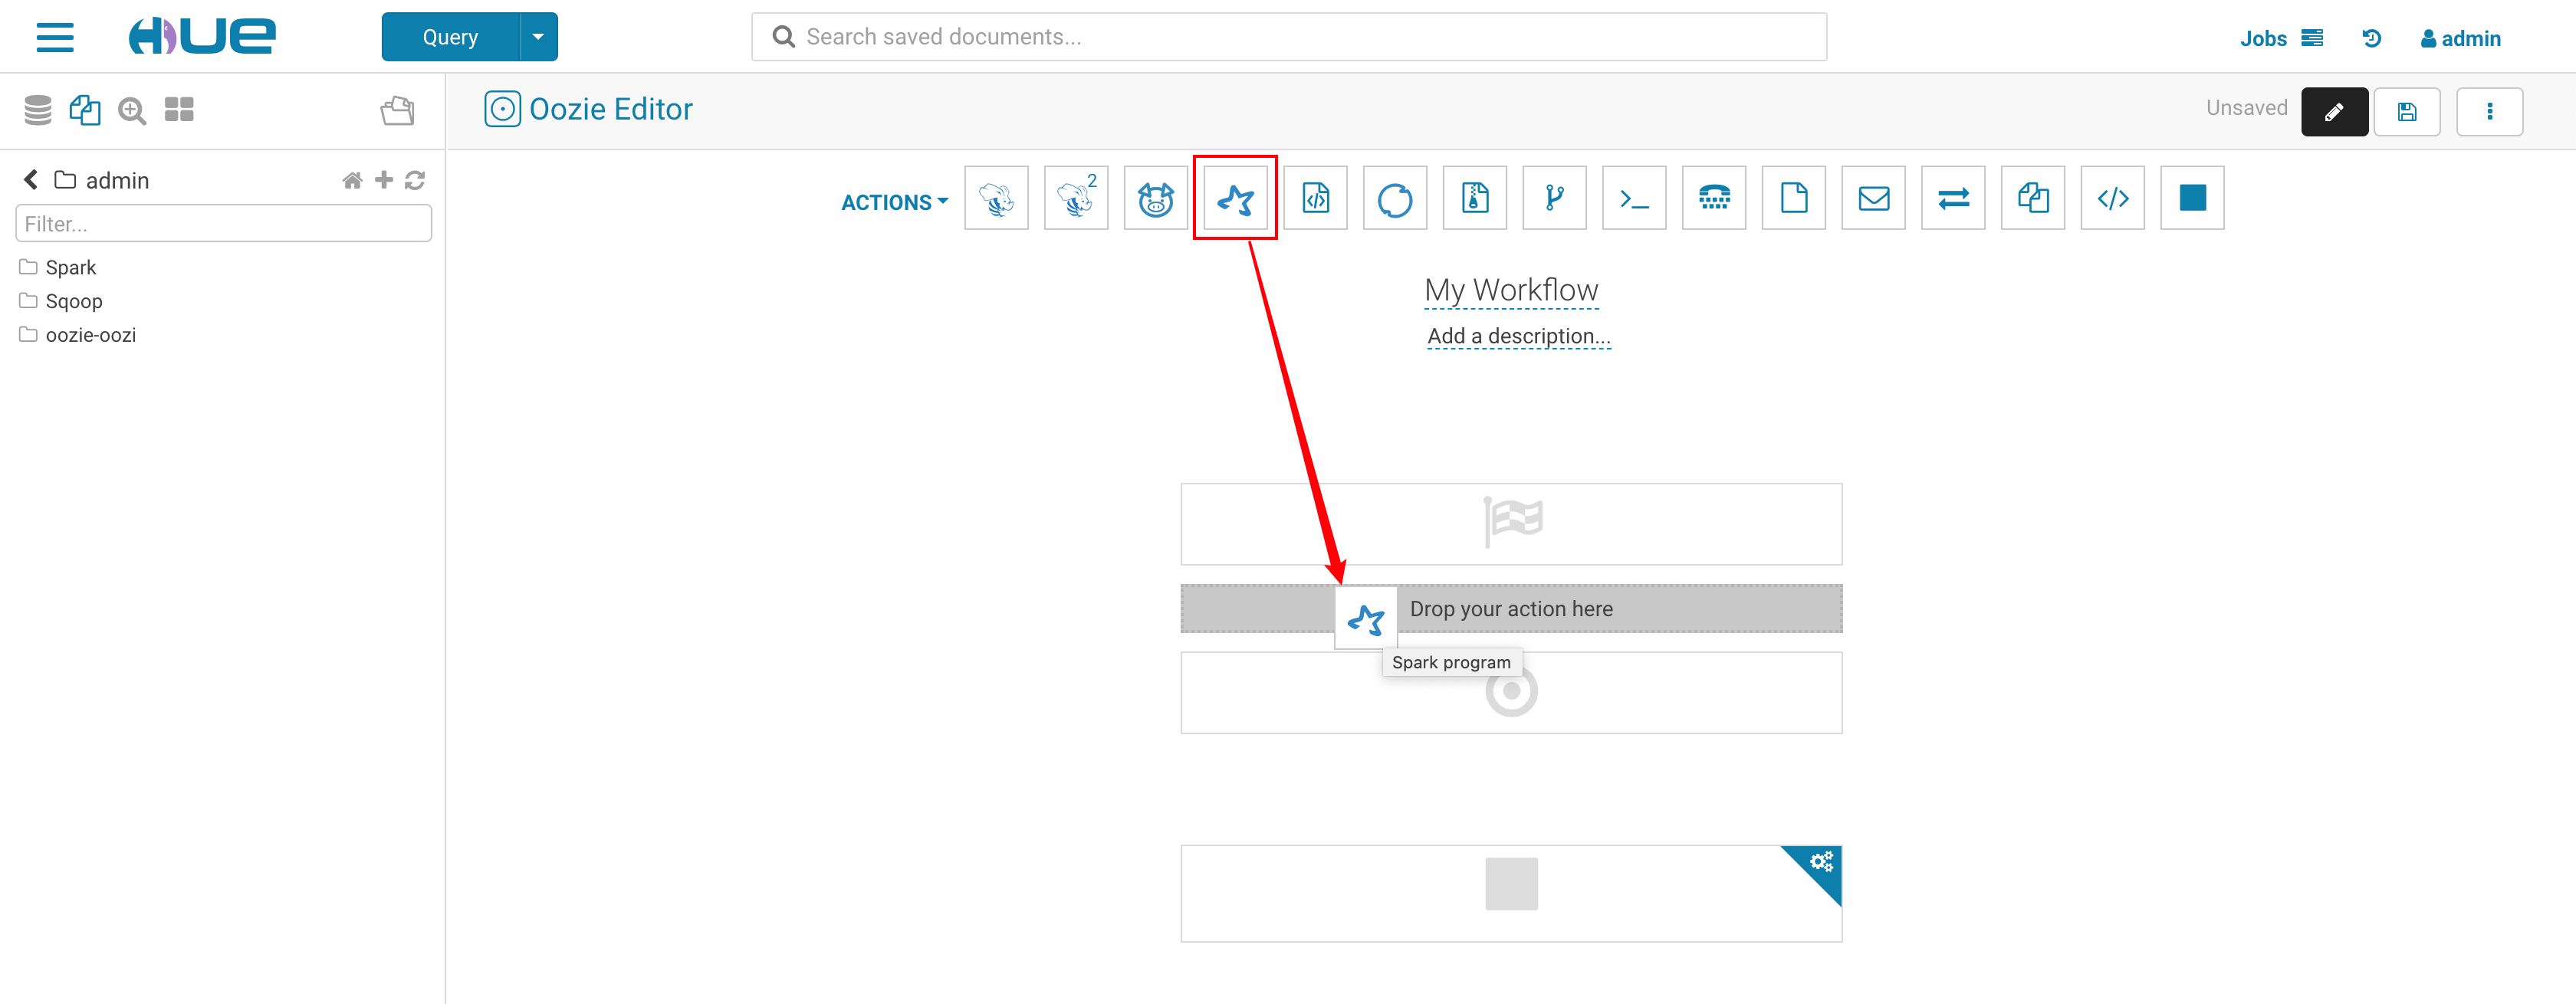 HUE
Query
Search saved documents...
Jobs
admin
Oozie Editor
Unsaved
admin
Filter...
Spark
Sqoop
oozie-oozi
ACTIONS
2
My Workflow
Add a description...
Drop your action here
Spark program